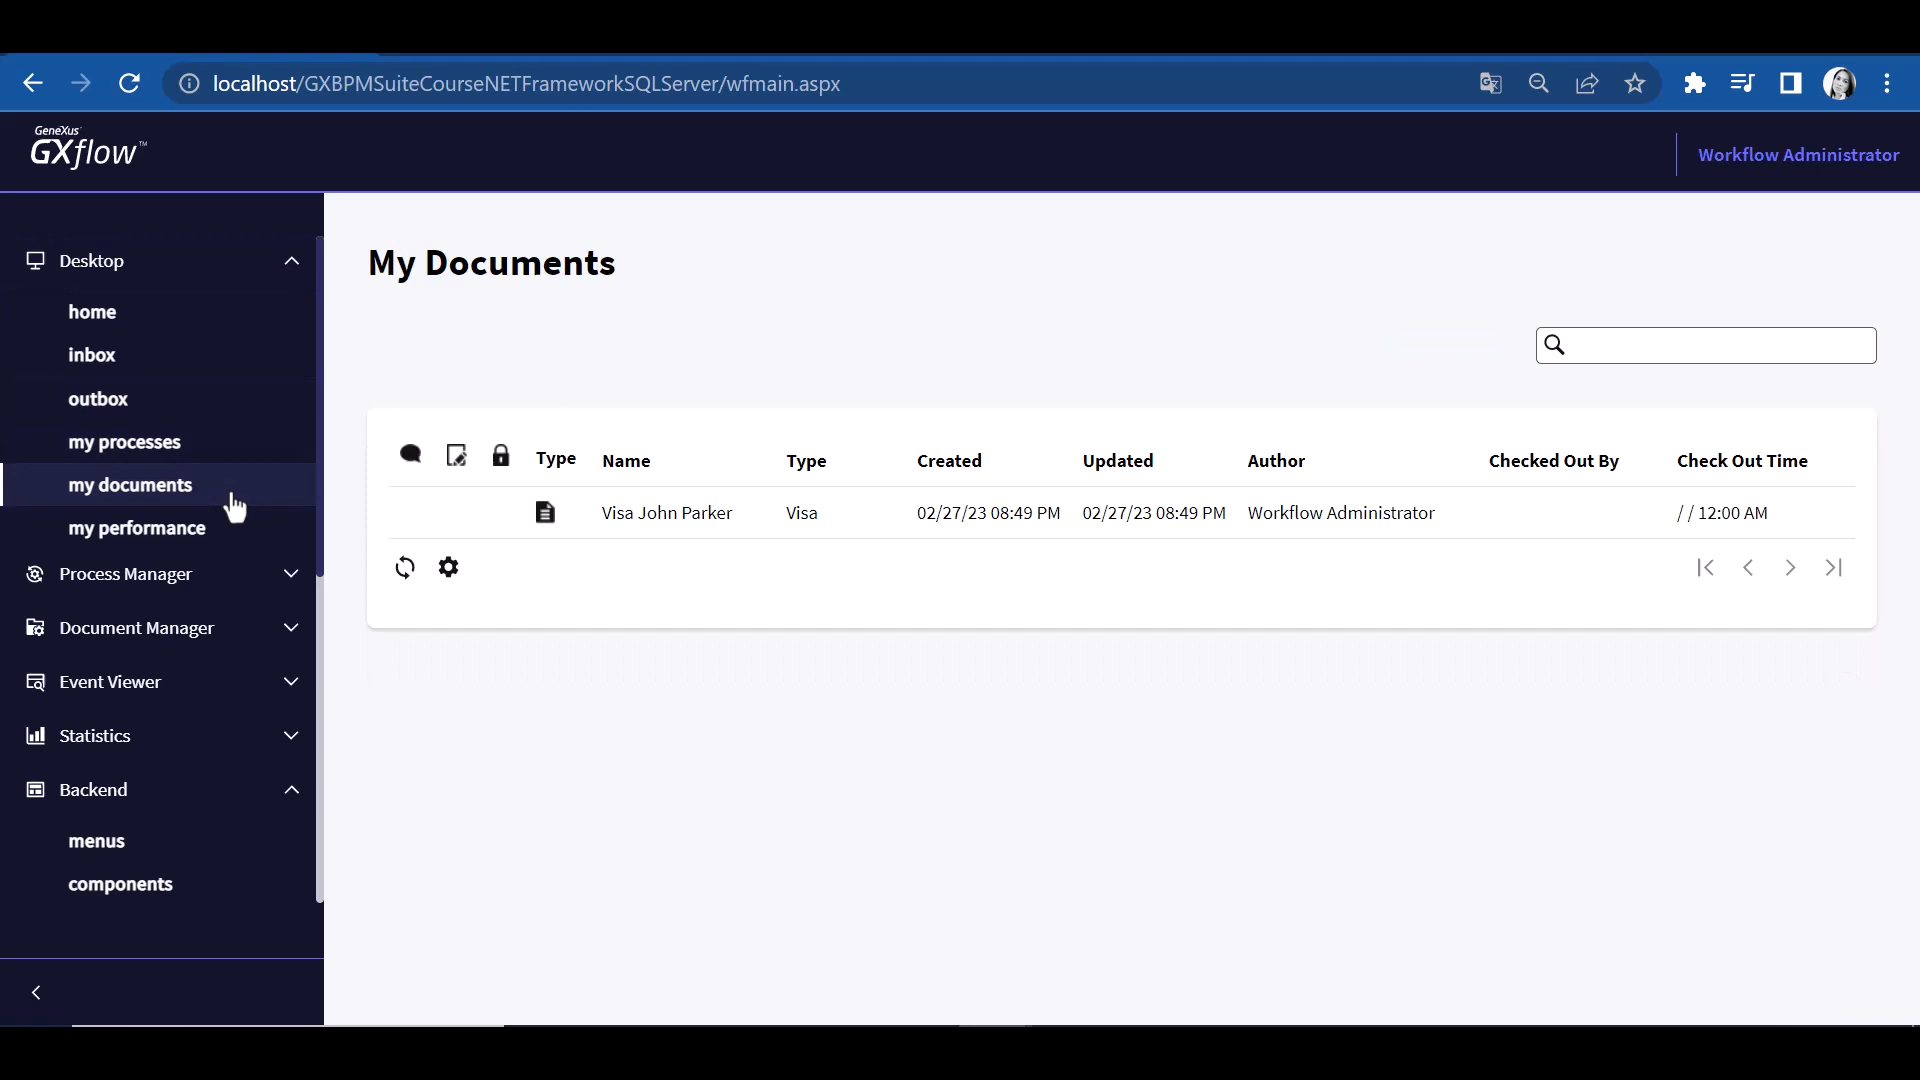 localhost/GXBPMSuiteCourseNETFrameworkSQLServer/wfmain.aspx
GeneXus
GXflow™
Workflow Administrator
Desktop
home
inbox
outbox
my processes
my documents
my performance
Process Manager
Document Manager
Event Viewer
Statistics
Backend
menus
components
My Documents
Type Name Type Created Updated Author Checked Out By Check Out Time
Visa John Parker Visa 02/27/23 08:49 PM 02/27/23 08:49 PM Workflow Administrator / / 12:00 AM